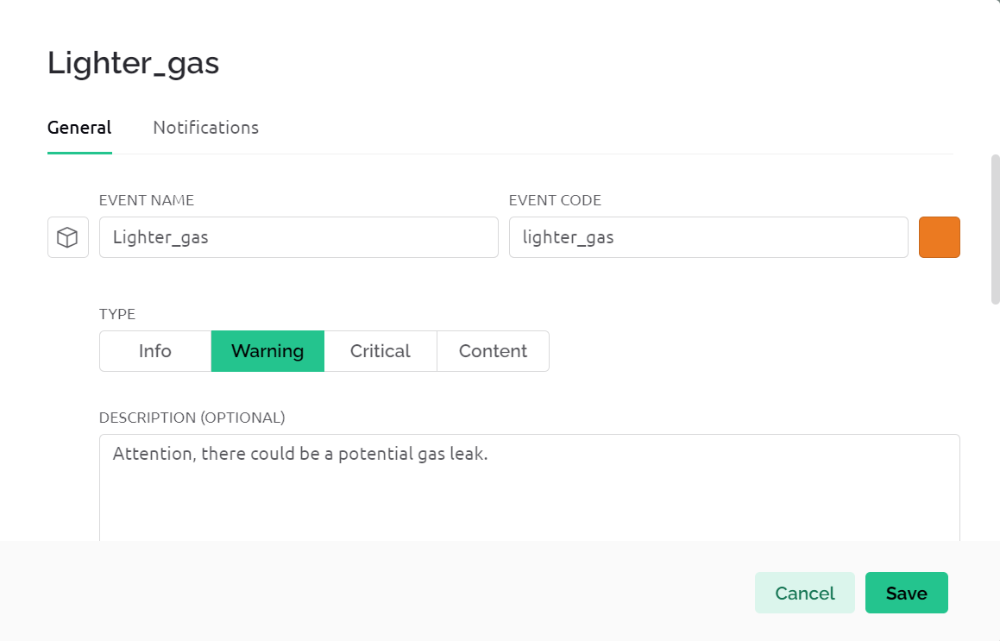 Lighter_gas
General Notifications
EVENT NAME EVENT CODE
Lighter_gas lighter_gas
TYPE
Info Warning Critical Content
DESCRIPTION (OPTIONAL)
Attention, there could be a potential gas leak.
Cancel Save